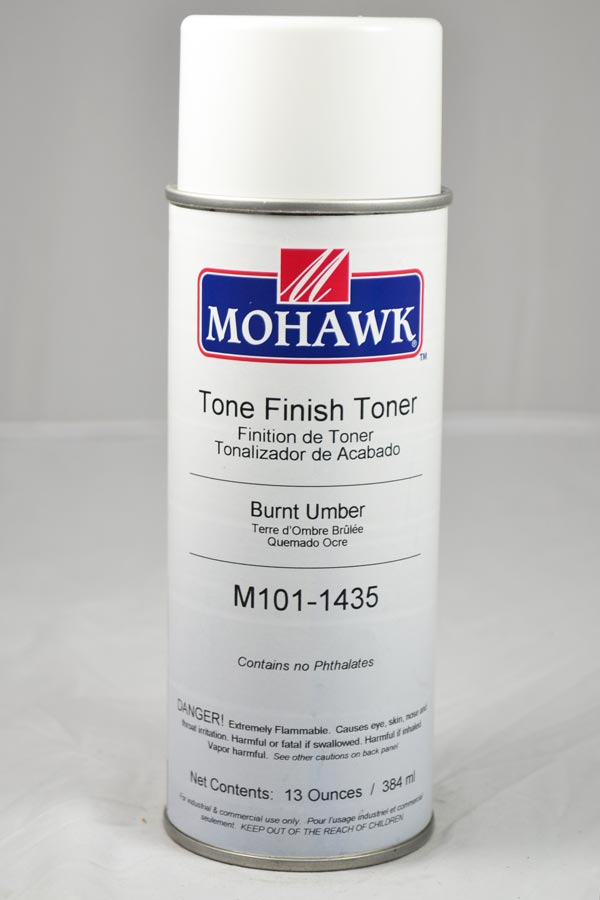 M
MOHAWK®
™
Tone Finish Toner
Finition de Toner
Tonalizador de Acabado
Burnt Umber
Terre d'Ombre Brûlée
Quemado Ocre
M101-1435
Contains no Phthalates
DANGER! Extremely Flammable. Causes eye, skin, nose and
throat irritation. Harmful or fatal if swallowed. Harmful if inhaled.
Vapor harmful. See other cautions on back panel.
Net Contents: 13 Ounces / 384 ml
For industrial & commercial use only. Pour l'usage industriel et commercial
seulement. KEEP OUT OF THE REACH OF CHILDREN.